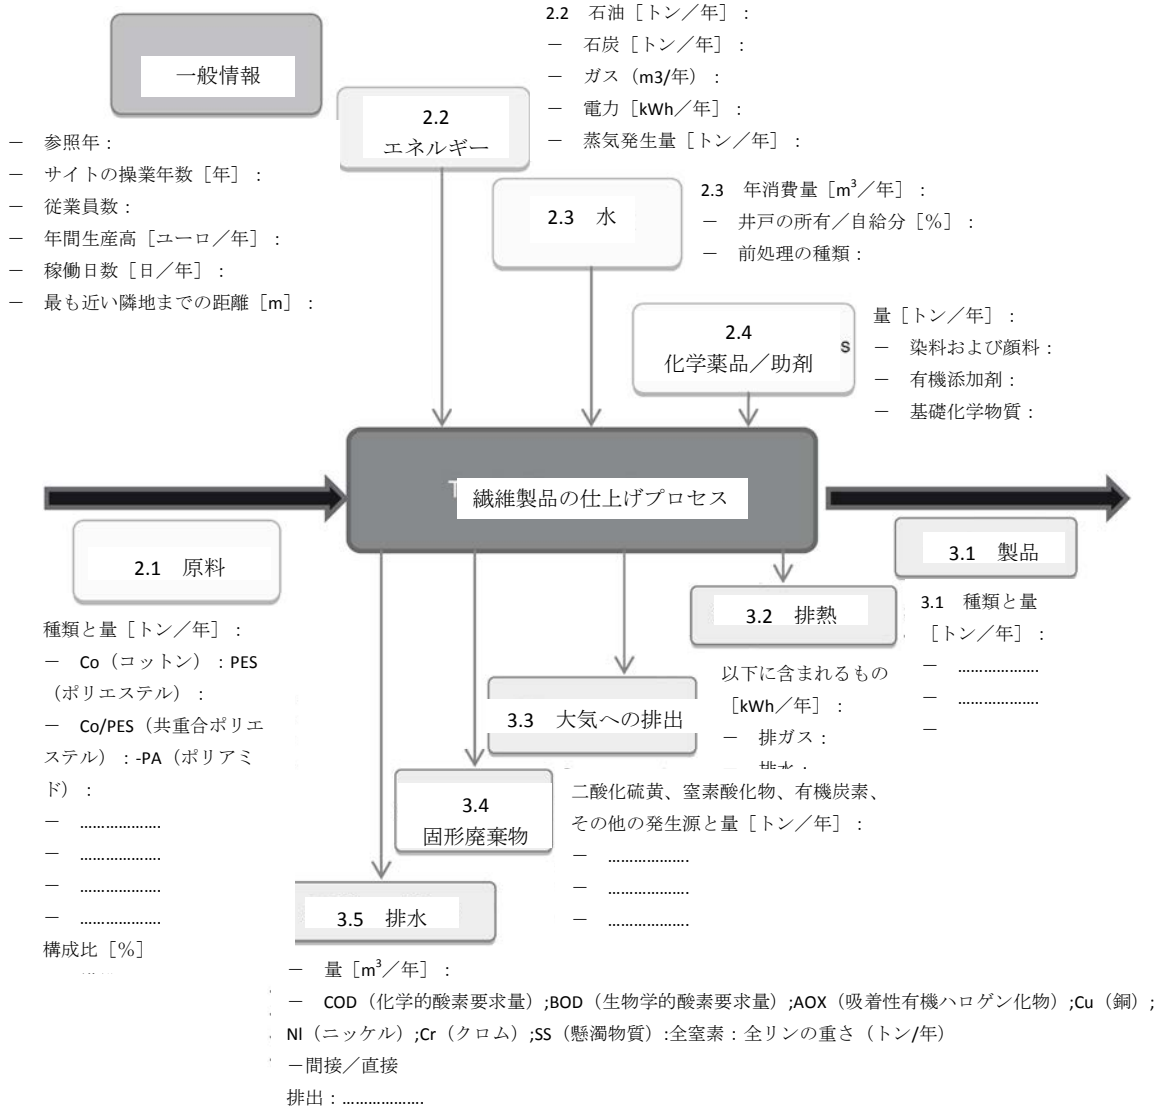 一般情報
－ 参照年：
－ サイトの操業年数［年］：
－ 従業員数：
－ 年間生産高［ユーロ／年］：
－ 稼働日数［日／年］：
－ 最も近い隣地までの距離［m］：
2.2
エネルギー
2.2 石油［トン／年］：
－ 石炭［トン／年］：
－ ガス（m3/年）：
－ 電力［kWh／年］：
－ 蒸気発生量［トン／年］：
2.3 水
2.3 年消費量［m³／年］：
－ 井戸の所有／自給分［%］：
－ 前処理の種類：
2.4
化学薬品／助剤
s
量［トン／年］：
－ 染料および顔料：
－ 有機添加剤：
－ 基礎化学物質：
繊維製品の仕上げプロセス
2.1 原料
種類と量［トン／年］：
－ Co（コットン）：PES
（ポリエステル）：
－ Co/PES（共重合ポリエ
ステル）：-PA（ポリアミ
ド）：
－ ..................
－ ..................
－ ..................
－ ..................
構成比［%］
3.1 製品
3.1 種類と量
［トン／年］：
－ ..................
－ ..................
－
3.2 排熱
以下に含まれるもの
［kWh／年］：
－ 排ガス：
－ 排水：
3.3 大気への排出
二酸化硫黄、窒素酸化物、有機炭素、
その他の発生源と量［トン／年］：
－ ..................
－ ..................
－ ..................
3.4
固形廃棄物
3.5 排水
－ 量［m³／年］：
－ COD（化学的酸素要求量）;BOD（生物学的酸素要求量）;AOX（吸着性有機ハロゲン化物）;Cu（銅）;
NI（ニッケル）;Cr（クロム）;SS（懸濁物質）:全窒素：全リンの重さ（トン/年）
－間接／直接
排出：..................